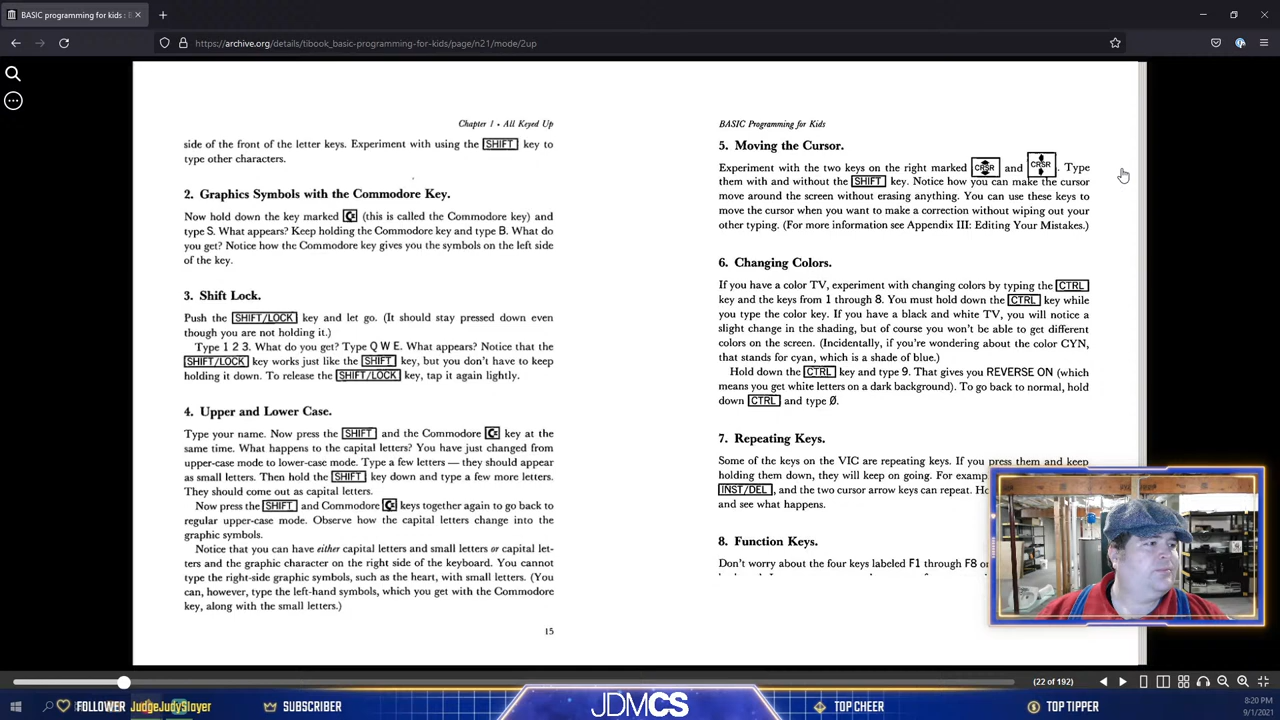 BASIC programming for kids : B
https://archive.org/details/tibook_basic-programming-for-kids/page/n21/mode/2up
Chapter 1 • All Keyed Up
side of the front of the letter keys. Experiment with using the SHIFT key to
type other characters.
2. Graphics Symbols with the Commodore Key.
Now hold down the key marked C= (this is called the Commodore key) and
type S. What appears? Keep holding the Commodore key and type B. What do
you get? Notice how the Commodore key gives you the symbols on the left side
of the key.
3. Shift Lock.
Push the SHIFT/LOCK key and let go. (It should stay pressed down even
though you are not holding it.)
Type 1 2 3. What do you get? Type Q W E. What appears? Notice that the
SHIFT/LOCK key works just like the SHIFT key, but you don't have to keep
holding it down. To release the SHIFT/LOCK key, tap it again lightly.
4. Upper and Lower Case.
Type your name. Now press the SHIFT and the Commodore C= key at the
same time. What happens to the capital letters? You have just changed from
upper-case mode to lower-case mode. Type a few letters — they should appear
as small letters. Then hold the SHIFT key down and type a few more letters.
They should come out as capital letters.
Now press the SHIFT and Commodore C= keys together again to go back to
regular upper-case mode. Observe how the capital letters change into the
graphic symbols.
Notice that you can have either capital letters and small letters or capital let-
ters and the graphic character on the right side of the keyboard. You cannot
type the right-side graphic symbols, such as the heart, with small letters. (You
can, however, type the left-hand symbols, which you get with the Commodore
key, along with the small letters.)
15
BASIC Programming for Kids
5. Moving the Cursor.
Experiment with the two keys on the right marked CRSR and CRSR. Type
them with and without the SHIFT key. Notice how you can make the cursor
move around the screen without erasing anything. You can use these keys to
move the cursor when you want to make a correction without wiping out your
other typing. (For more information see Appendix III: Editing Your Mistakes.)
6. Changing Colors.
If you have a color TV, experiment with changing colors by typing the CTRL
key and the keys from 1 through 8. You must hold down the CTRL key while
you type the color key. If you have a black and white TV, you will notice a
slight change in the shading, but of course you won't be able to get different
colors on the screen. (Incidentally, if you're wondering about the color CYN,
that stands for cyan, which is a shade of blue.)
Hold down the CTRL key and type 9. That gives you REVERSE ON (which
means you get white letters on a dark background). To go back to normal, hold
down CTRL and type Ø.
7. Repeating Keys.
Some of the keys on the VIC are repeating keys. If you press them and keep
holding them down, they will keep on going. For examp
INST/DEL, and the two cursor arrow keys can repeat. Ho
and see what happens.
8. Function Keys.
Don't worry about the four keys labeled F1 through F8 o
(22 of 192)
FOLLOWER JudgeJudySlayer
SUBSCRIBER
JDMCS
TOP CHEER
TOP TIPPER
8:20 PM
9/1/2021